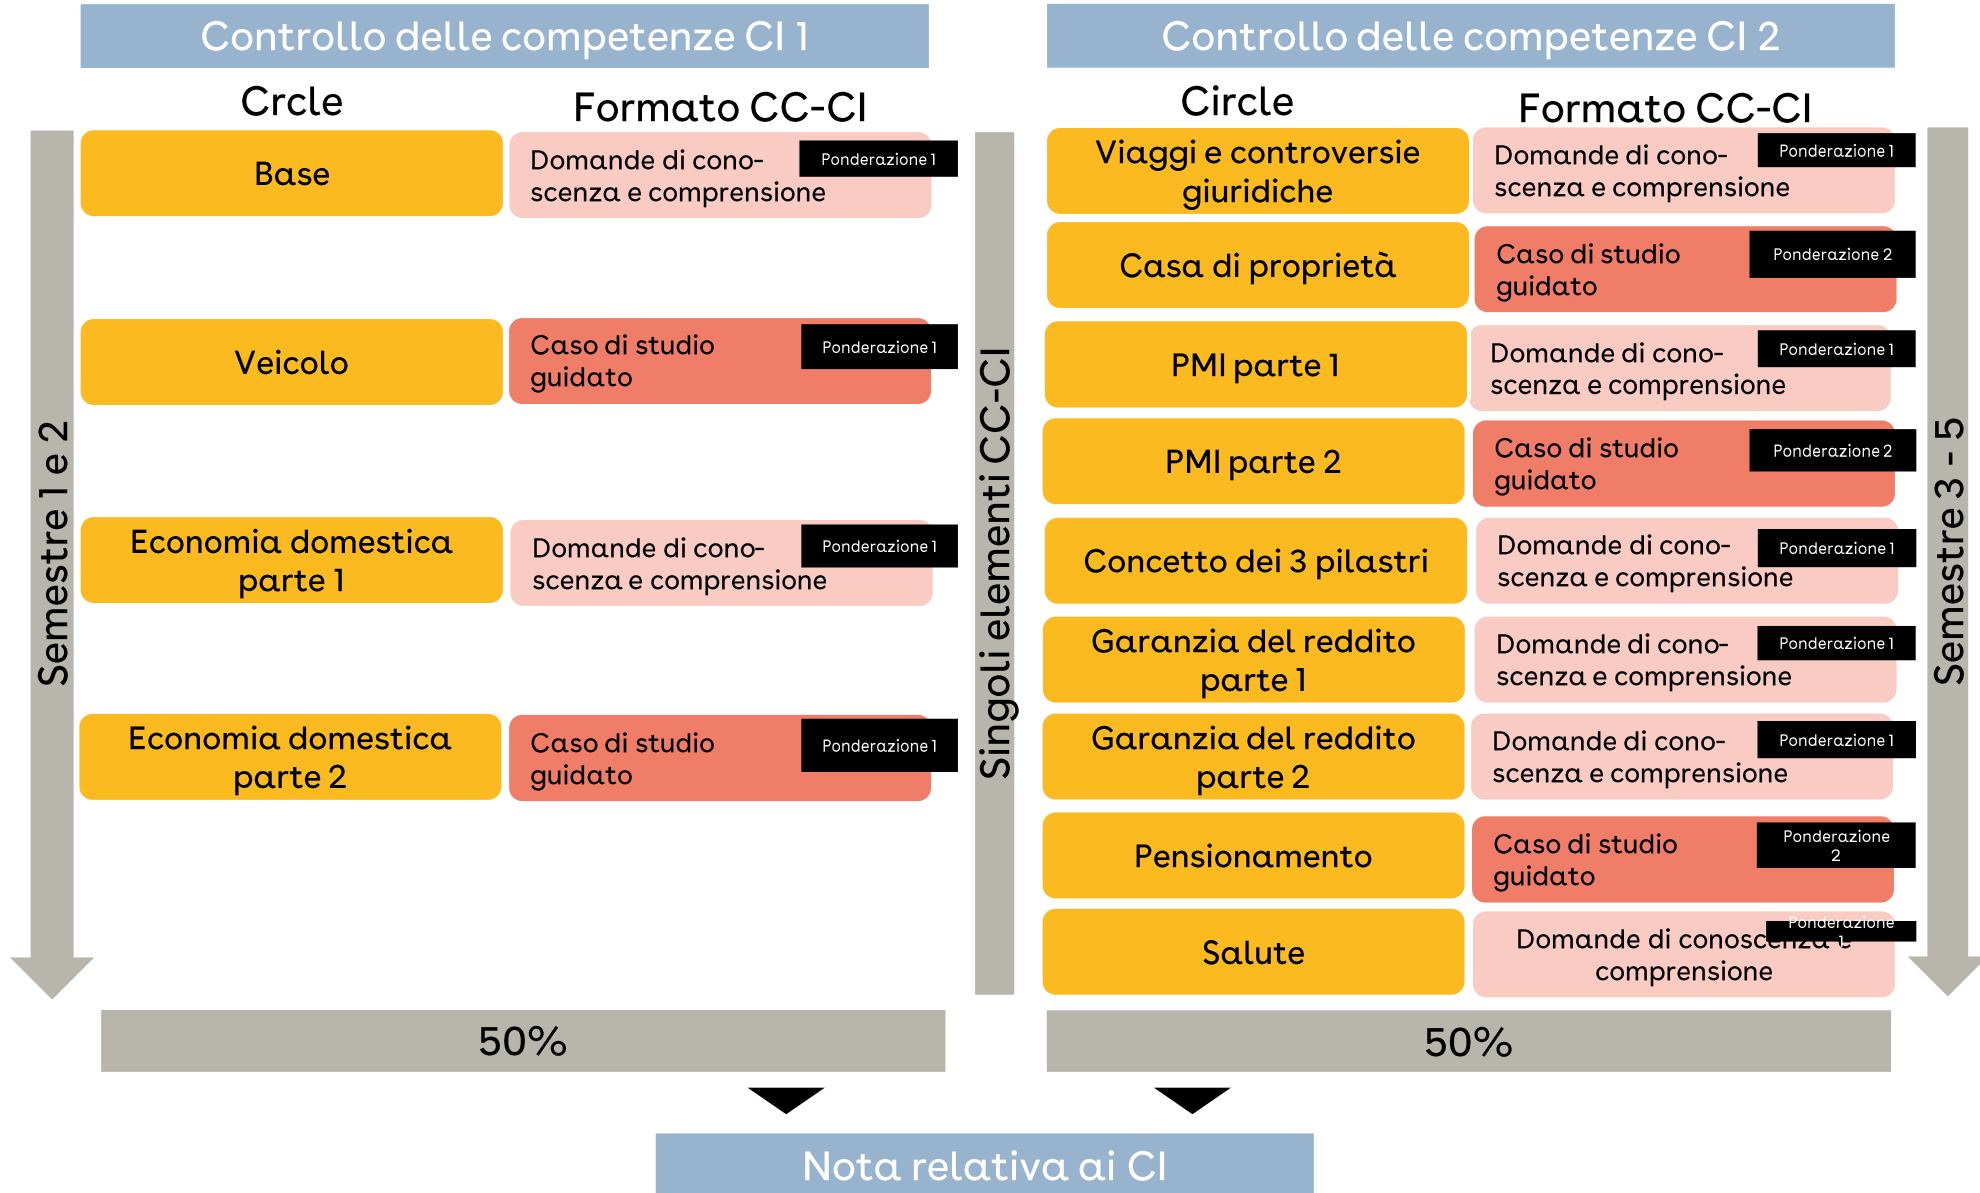 Controllo delle competenze CI 1
Crcle
Formato CC-CI
Semestre 1 e 2
Base
Domande di cono-
scenza e comprensione
Ponderazione 1
Veicolo
Caso di studio
guidato
Ponderazione 1
Economia domestica
parte 1
Domande di cono-
scenza e comprensione
Ponderazione 1
Economia domestica
parte 2
Caso di studio
guidato
Ponderazione 1
50%
Singoli elementi CC-CI
Controllo delle competenze CI 2
Circle
Formato CC-CI
Viaggi e controversie
giuridiche
Domande di cono-
scenza e comprensione
Ponderazione 1
Casa di proprietà
Caso di studio
guidato
Ponderazione 2
PMI parte 1
Domande di cono-
scenza e comprensione
Ponderazione 1
PMI parte 2
Caso di studio
guidato
Ponderazione 2
Concetto dei 3 pilastri
Domande di cono-
scenza e comprensione
Ponderazione 1
Garanzia del reddito
parte 1
Domande di cono-
scenza e comprensione
Ponderazione 1
Garanzia del reddito
parte 2
Domande di cono-
scenza e comprensione
Ponderazione 1
Pensionamento
Caso di studio
guidato
Ponderazione
2
Salute
Domande di conoscenza e
comprensione
Ponderazione
1
Semestre 3 - 5
50%
Nota relativa ai CI